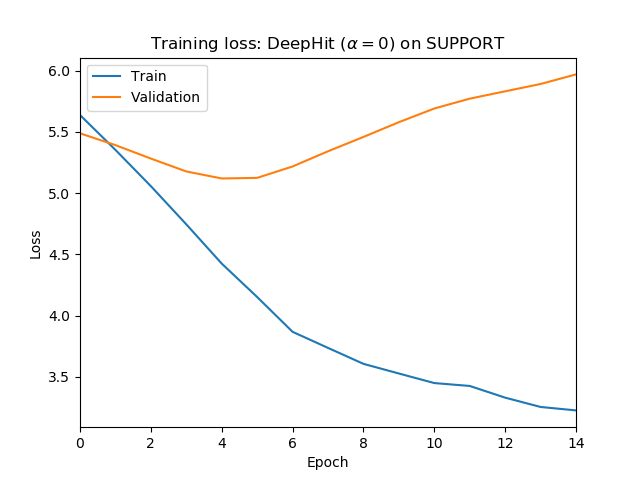 Training loss: DeepHit (α = 0) on SUPPORT
Train
Validation
6.0
5.5
5.0
4.5
4.0
3.5
Loss
0 2 4 6 8 10 12 14
Epoch